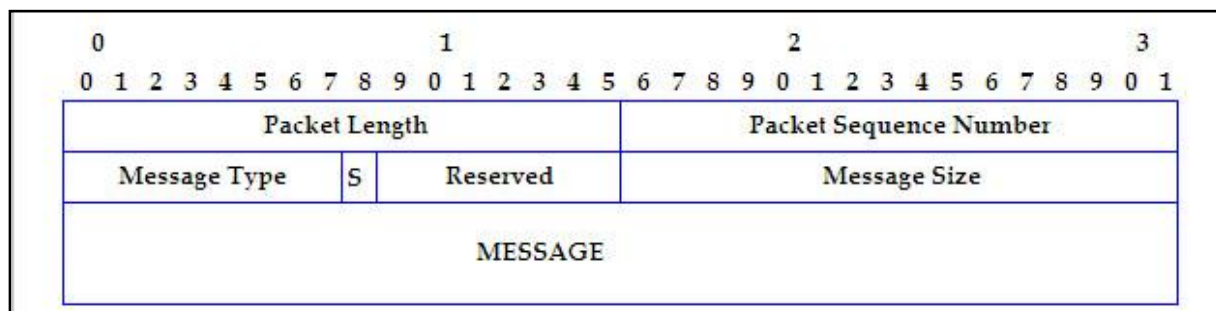 0 1 2 3
0 1 2 3 4 5 6 7 8 9 0 1 2 3 4 5 6 7 8 9 0 1 2 3 4 5 6 7 8 9 0 1
Packet Length Packet Sequence Number
Message Type S Reserved Message Size
MESSAGE